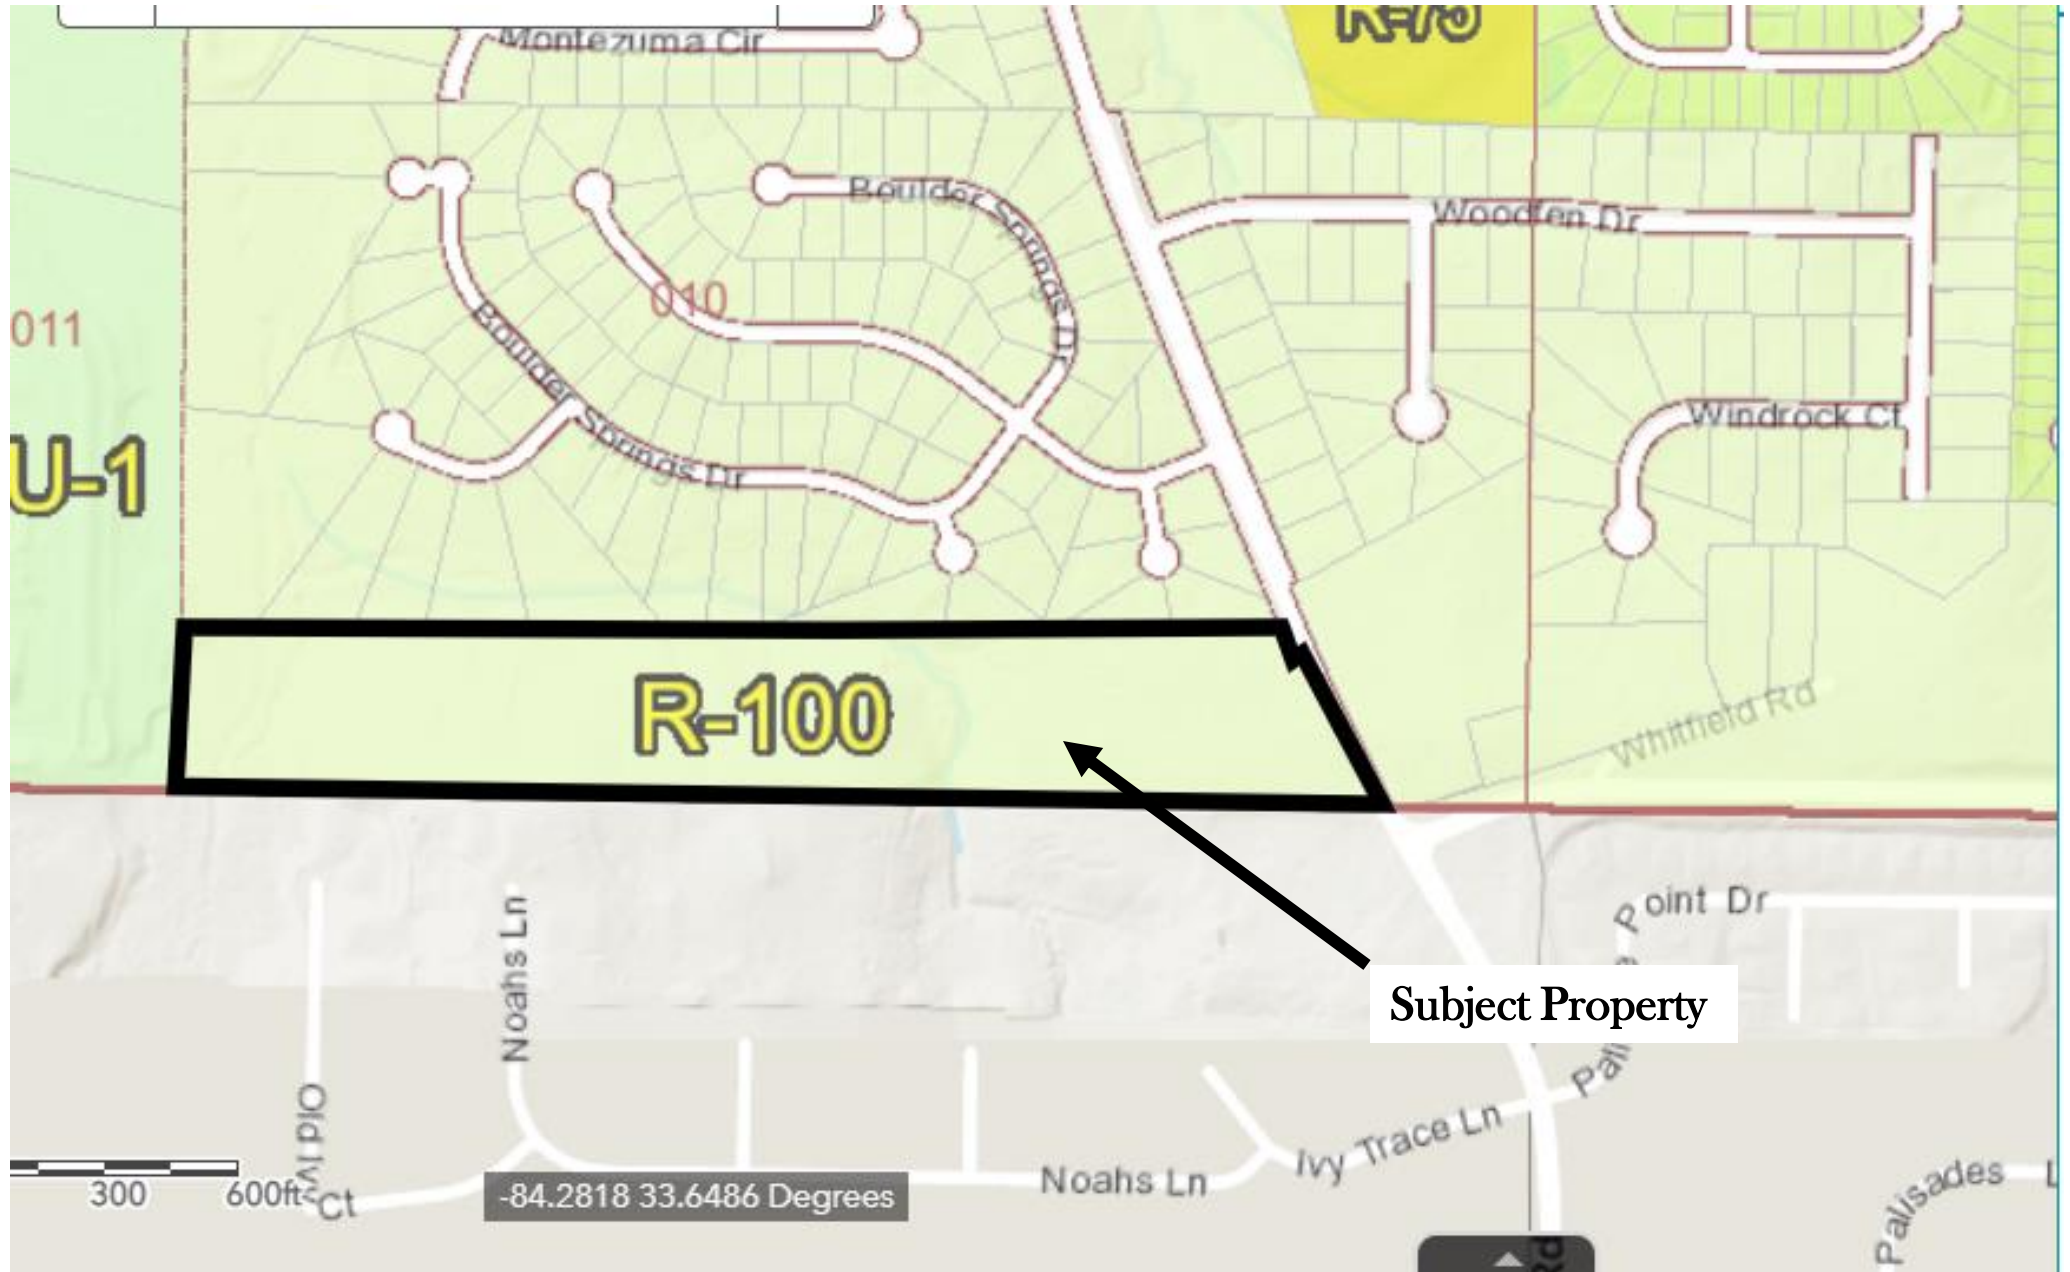 Montezuma Cir
R-75
Boulder Springs Dr
Woodfen Dr
010
011
Boulder Springs Dr
Windrock Ct
U-1
R-100
Whitfield Rd
Noahs Ln
Point Dr
Subject Property
Old Ivy Ct
Ivy Trace Ln
Noahs Ln
300
600ft
-84.2818 33.6486 Degrees
Palisades
Rd